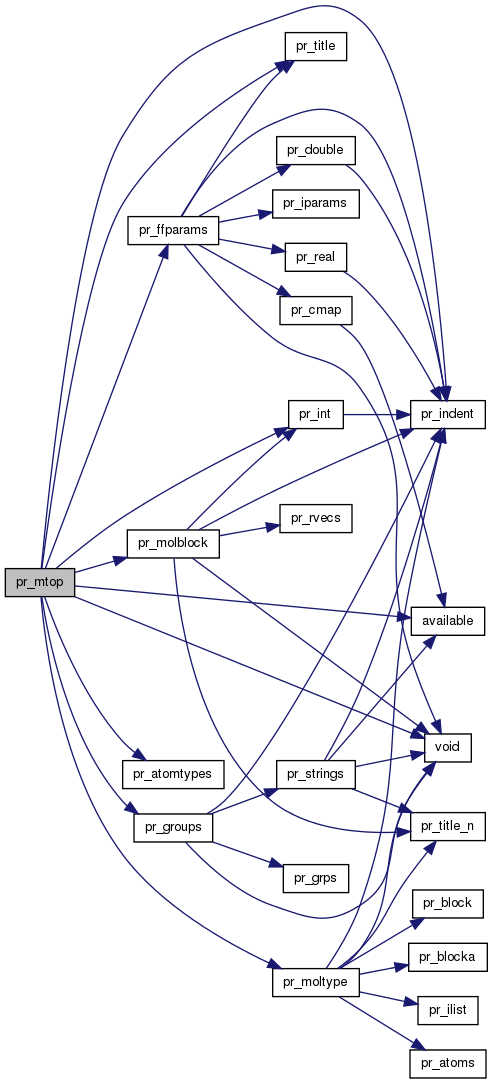 pr_title
pr_double
pr_iparams
pr_ffparams
pr_real
pr_cmap
pr_int
pr_indent
pr_rvecs
pr_molblock
pr_mtop
available
void
pr_atomtypes
pr_strings
pr_groups
pr_title_n
pr_grps
pr_block
pr_blocka
pr_moltype
pr_ilist
pr_atoms